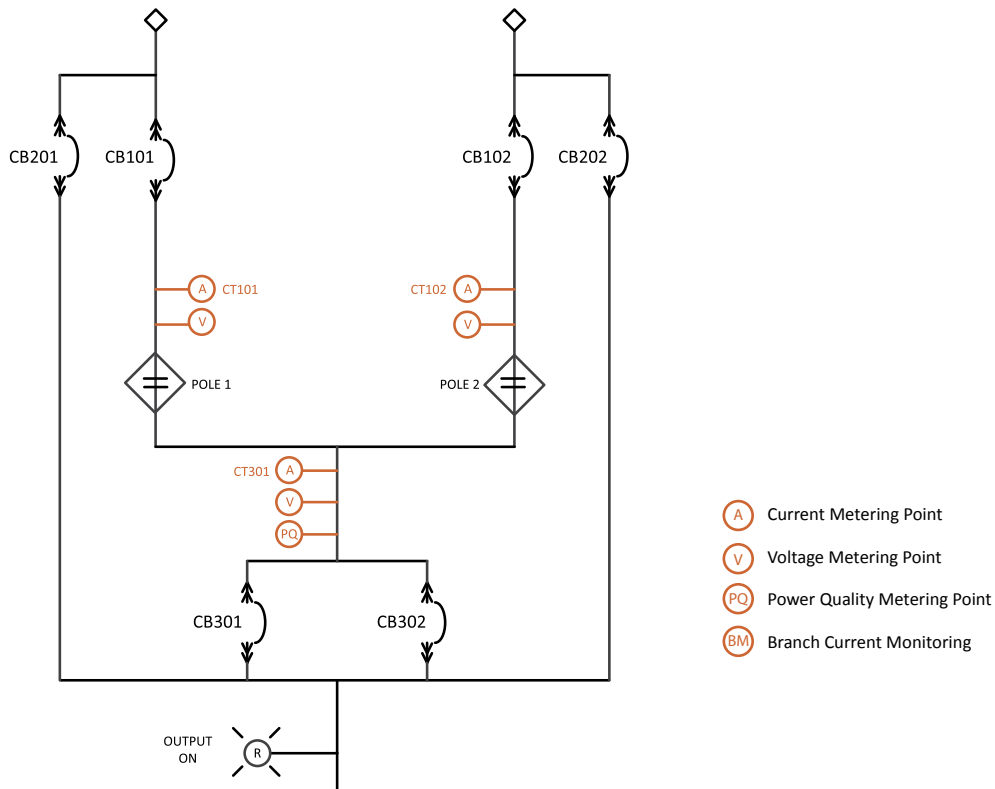 CB201
CB101
CB102
CB202
A
CT101
CT102
A
V
V
POLE 1
POLE 2
CT301
A
V
PQ
A
Current Metering Point
V
Voltage Metering Point
PQ
Power Quality Metering Point
BM
Branch Current Monitoring
CB301
CB302
OUTPUT
ON
R